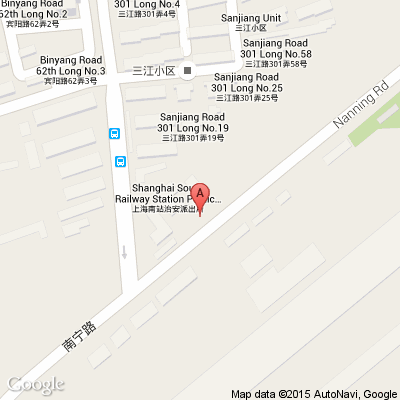 Binyang Road
62th Long No.2
宾阳路62弄2号
301 Long No.4
三江路301弄4号
Sanjiang Unit
三江小区
Sanjiang Road
301 Long No.58
三江路301弄58号
Binyang Road
62th Long No.3
宾阳路62弄3号
三江小区
Sanjiang Road
301 Long No.25
三江路301弄25号
Nanning Rd
Sanjiang Road
301 Long No.19
三江路301弄19号
Shanghai Sou
Railway Station P
上海南站治安派出
A
南宁路
Google
Map data ©2015 AutoNavi, Google